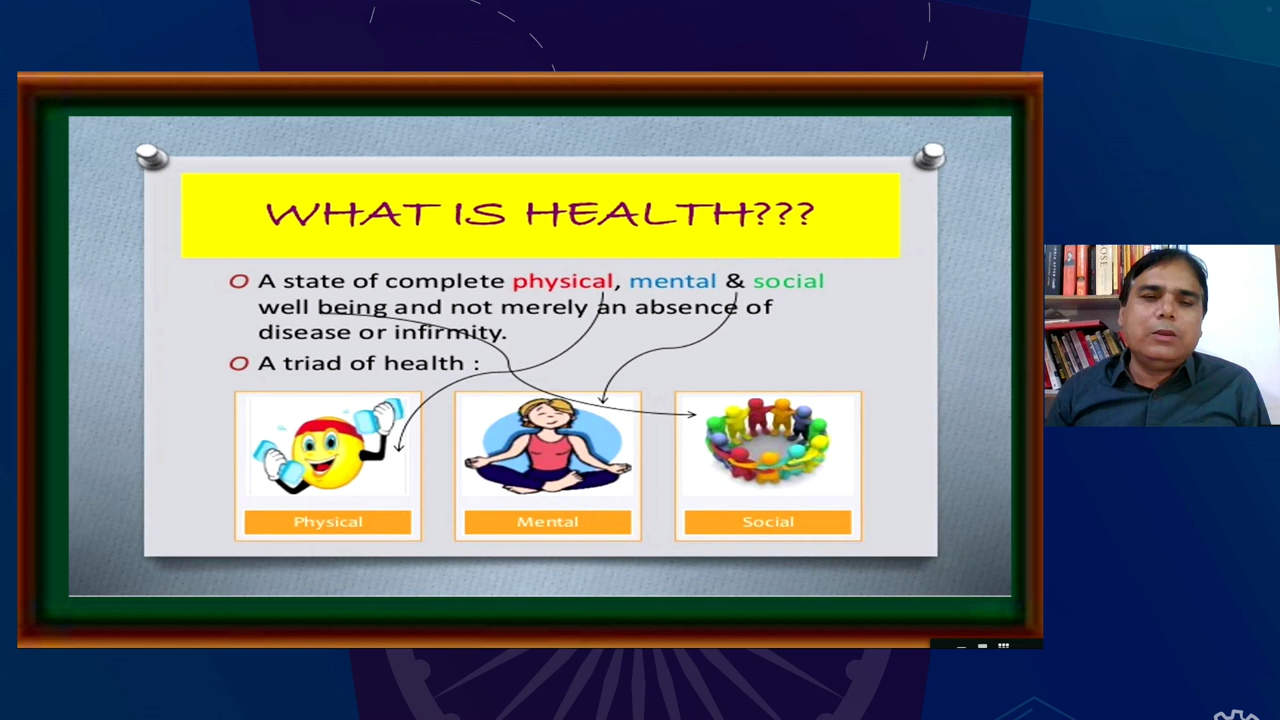 WHAT IS HEALTH???
A state of complete physical, mental & social
well being and not merely an absence of
disease or infirmity.
A triad of health :
Physical
Mental
Social
OSE